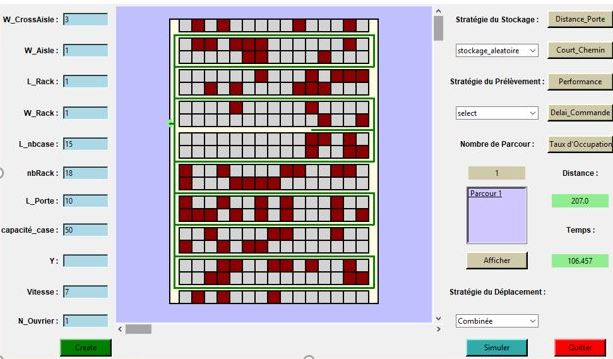 W_CrossAisle : 3
W_Aisle : 1
L_Rack : 1
W_Rack : 1
L_nbcase : 15
nbRack : 18
L_Porte : 10
capacité_case : 50
Y :
Vitesse : 7
N_Ouvrier : 1
Create
Stratégie du Stockage : Distance_Porte
stockage_aleatoire Court_Chemin
Stratégie du Prélèvement : Performance
select Delai_Commande
Nombre de Parcour : Taux d'Occupation
1 Distance :
Parcour 1 207.0
Temps :
Afficher 106.457
Stratégie du Déplacement :
Combinée
Simuler Quitter